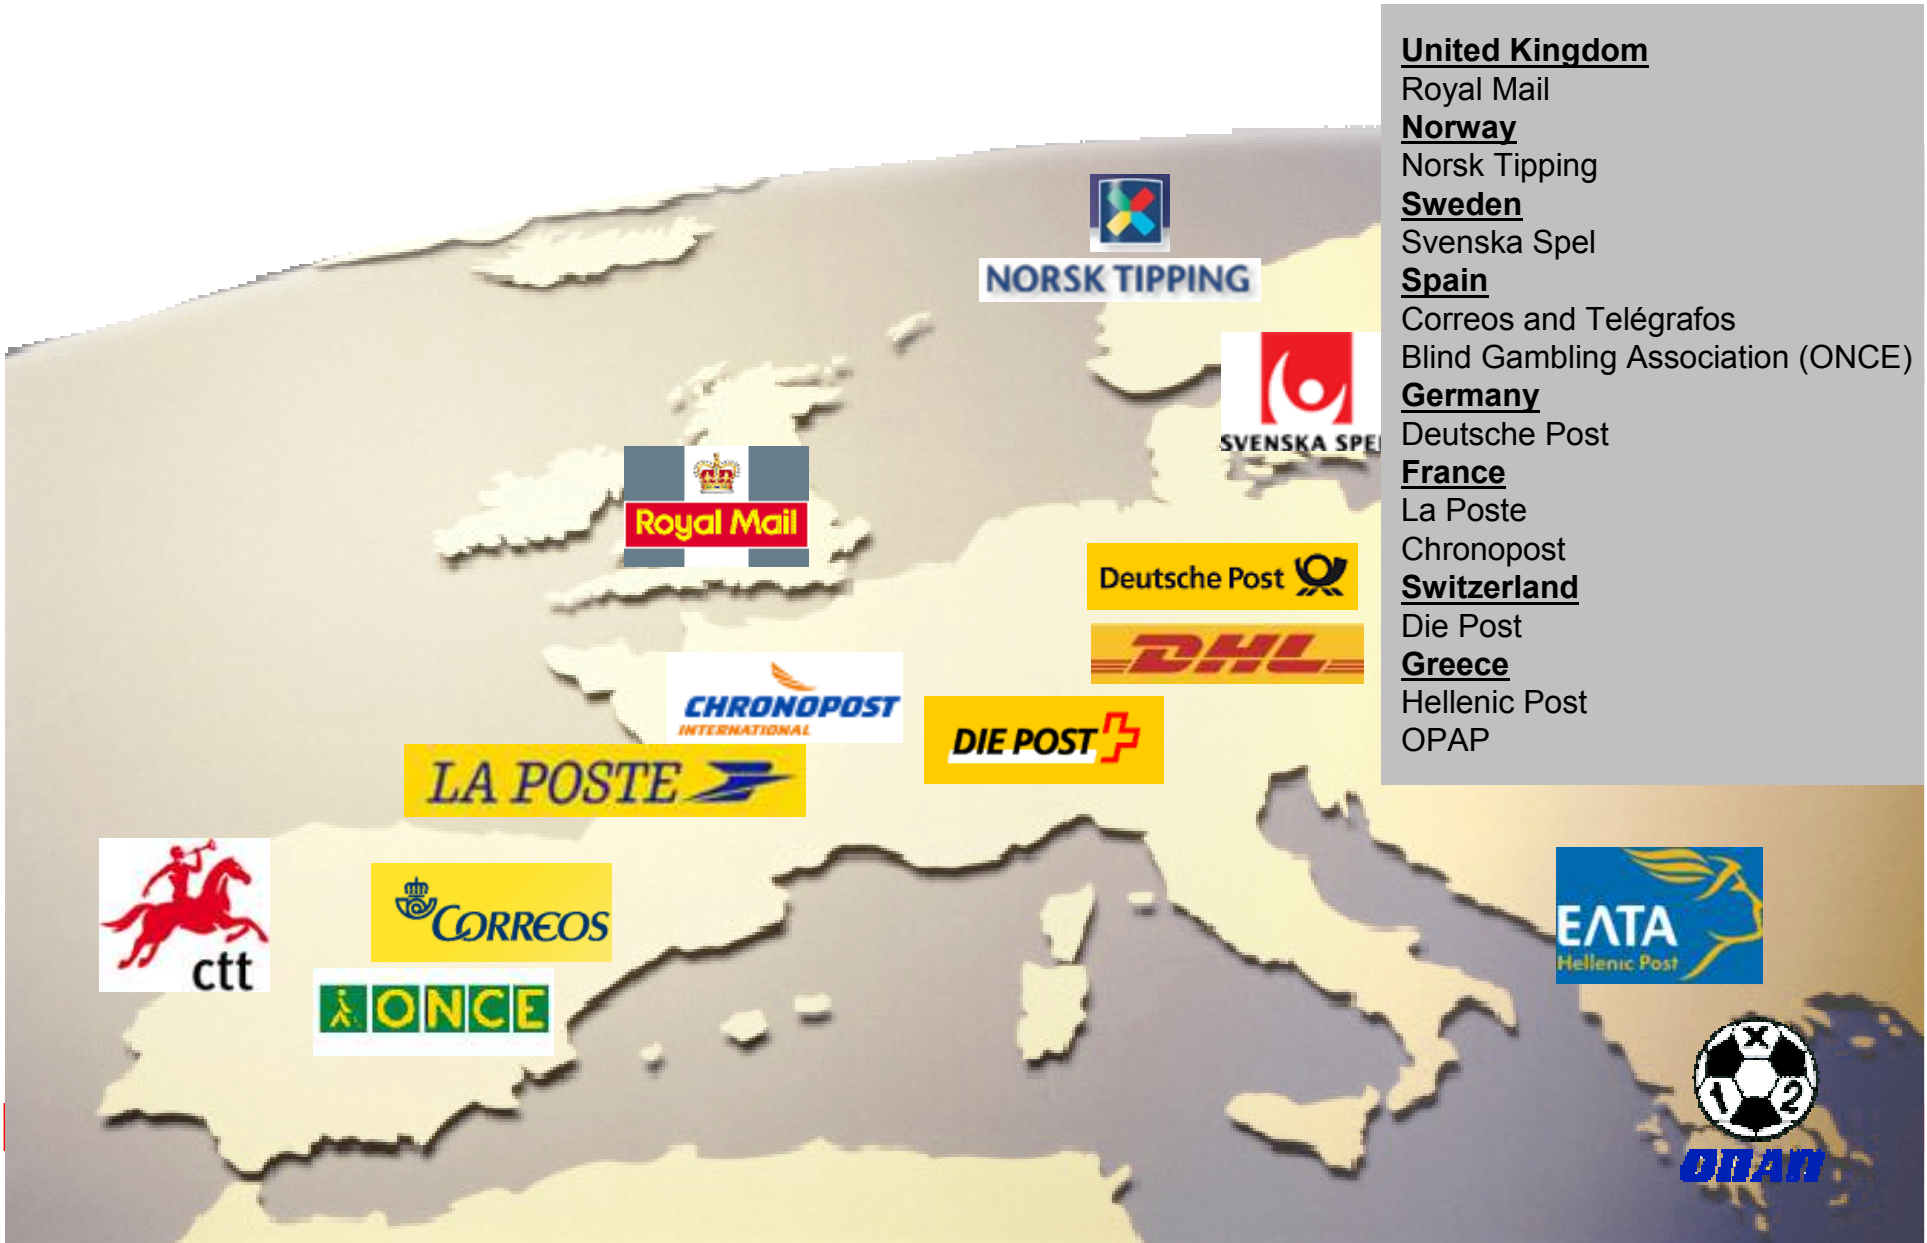 United Kingdom
Royal Mail
Norway
Norsk Tipping
Sweden
Svenska Spel
Spain
Correos and Telégrafos
Blind Gambling Association (ONCE)
Germany
Deutsche Post
France
La Poste
Chronopost
Switzerland
Die Post
Greece
Hellenic Post
OPAP
NORSK TIPPING
SVENSKA SPE
Royal Mail
Deutsche Post
DHL
CHRONOPOST
INTERNATIONAL
DIE POST
LA POSTE
ctt
CORREOS
ONCE
ΕΛΤΑ
Hellenic Post
X
1 2
ΟΠΑΠ